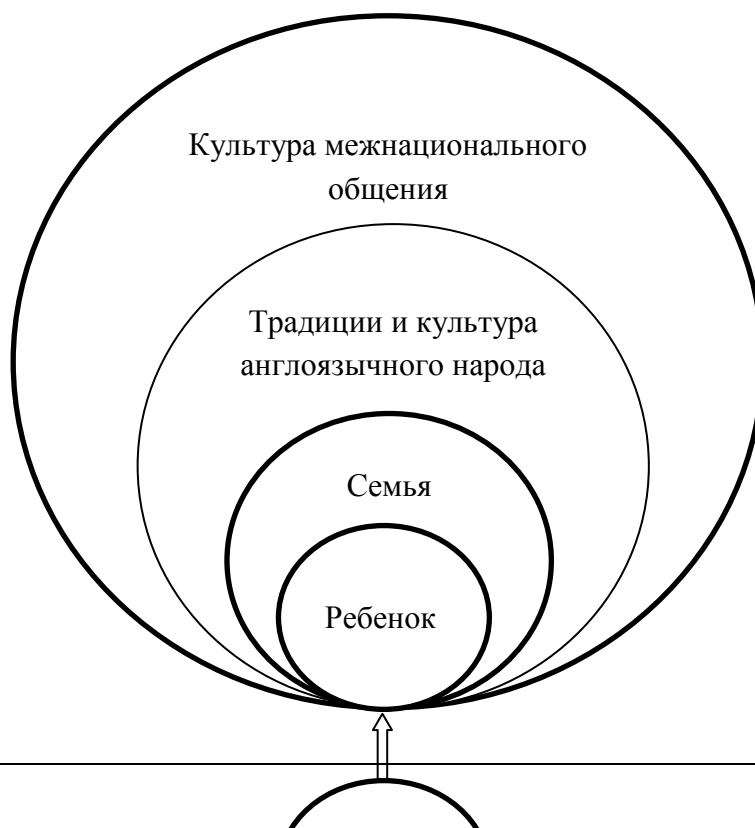 Культура межнационального
общения
Традиции и культура
англоязычного народа
Семья
Ребенок